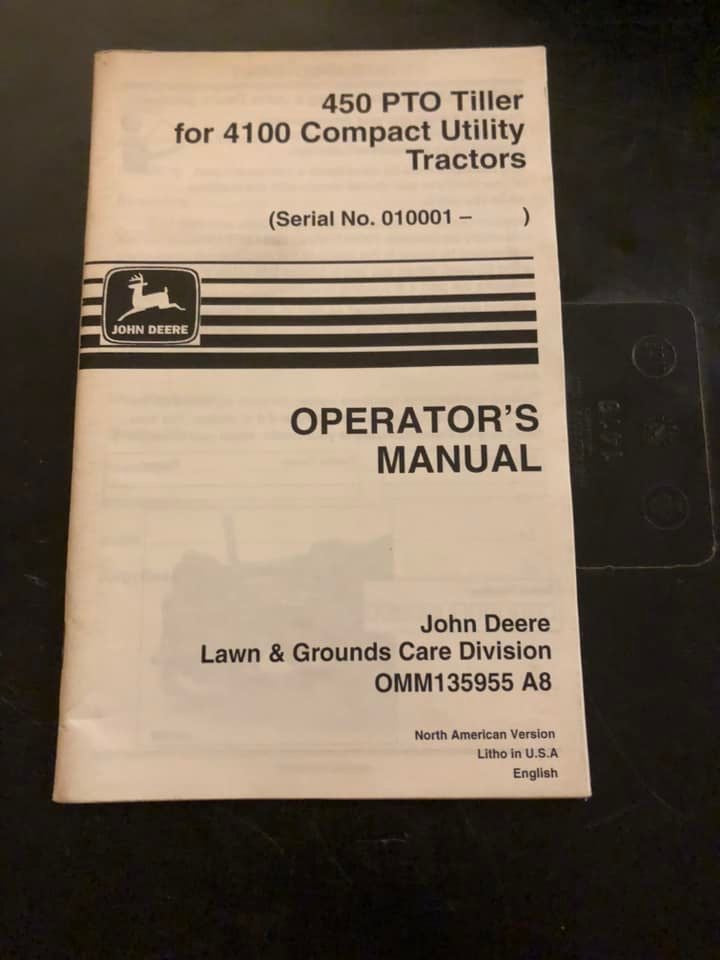 450 PTO Tiller
for 4100 Compact Utility
Tractors
(Serial No. 010001 – )
JOHN DEERE
OPERATOR'S
MANUAL
John Deere
Lawn & Grounds Care Division
OMM135955 A8
North American Version
Litho in U.S.A
English
1419